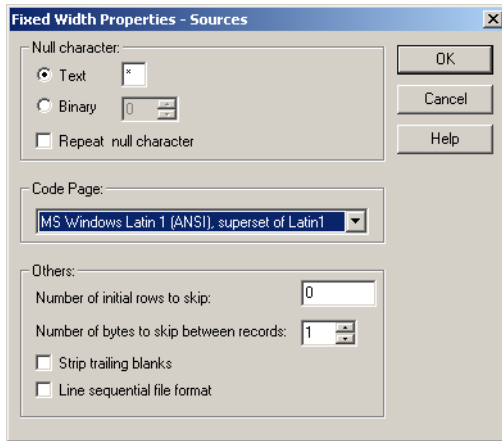 Fixed Width Properties - Sources
Null character:
Text *
Binary 0
Repeat null character
OK
Cancel
Help
Code Page:
MS Windows Latin 1 (ANSI), superset of Latin1
Others:
Number of initial rows to skip: 0
Number of bytes to skip between records: 1
Strip trailing blanks
Line sequential file format